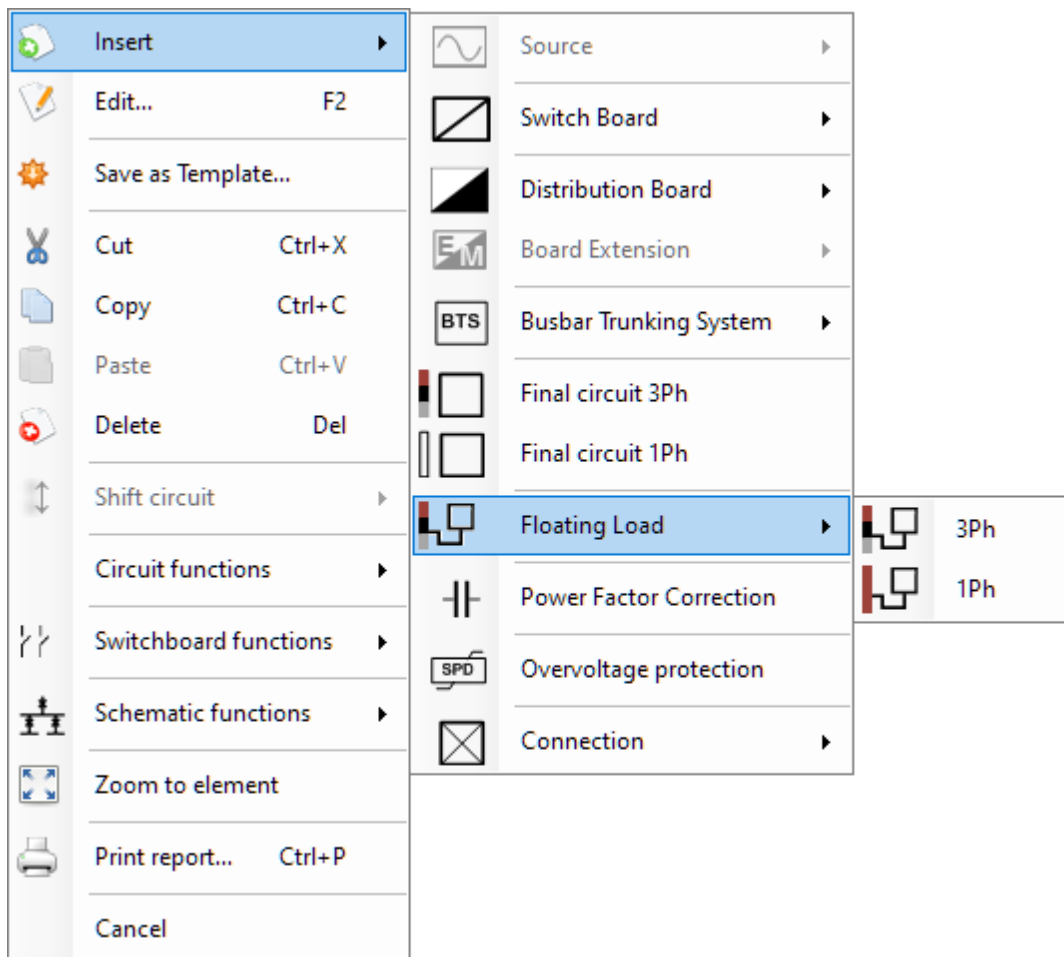 Insert
Edit... F2
Save as Template...
Cut Ctrl+X
Copy Ctrl+C
Paste Ctrl+V
Delete Del
Shift circuit
Circuit functions
Switchboard functions
Schematic functions
Zoom to element
Print report... Ctrl+P
Cancel
Source
Switch Board
Distribution Board
EM Board Extension
BTS Busbar Trunking System
Final circuit 3Ph
Final circuit 1Ph
Floating Load
Power Factor Correction
SPD Overvoltage protection
Connection
3Ph
1Ph